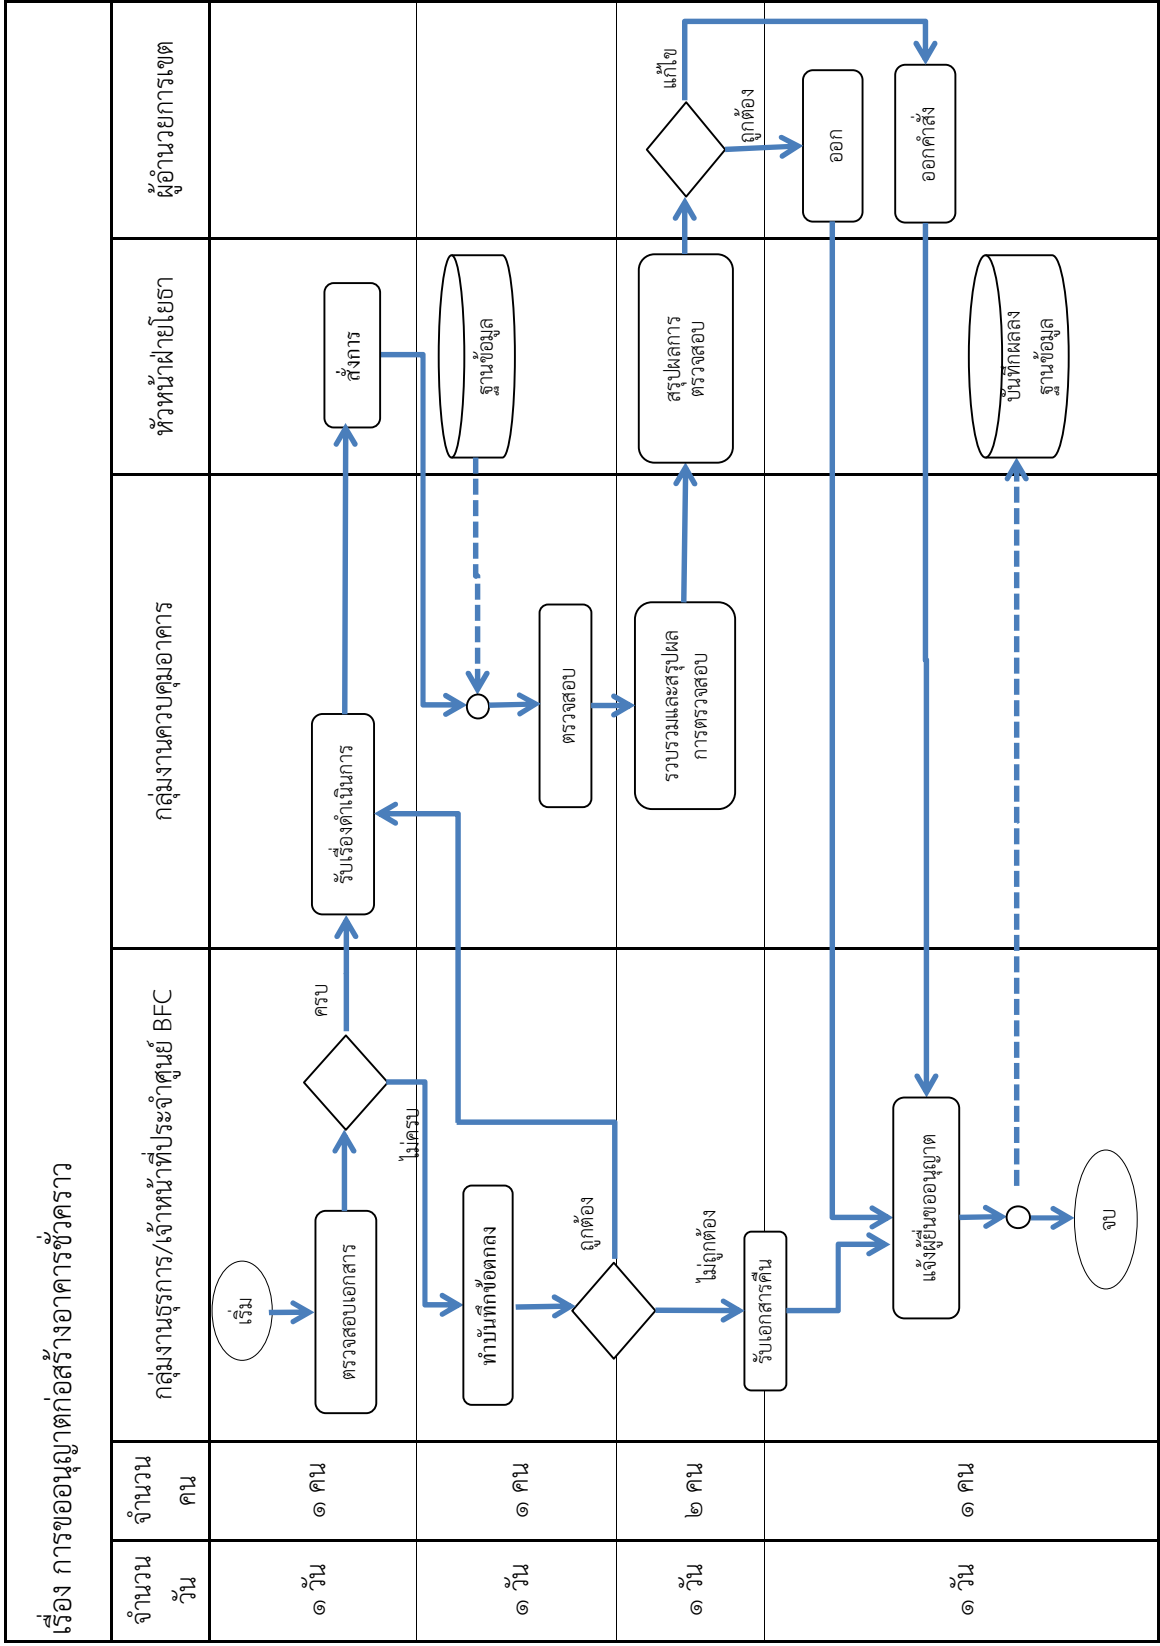 เรื่อง การขออนุญาตก่อสร้างอาคารชั่วคราว
จำนวน
วัน
จำนวน
คน
กลุ่มงานธุรการ/เจ้าหน้าที่ประจำศูนย์ BFC
กลุ่มงานควบคุมอาคาร
หัวหน้าฝ่ายโยธา
ผู้อำนวยการเขต
๑ วัน
๑ คน
เริ่ม
ตรวจสอบเอกสาร
ครบ
ไม่ครบ
รับเรื่องดำเนินการ
สั่งการ
๑ วัน
๑ คน
ทำบันทึกข้อตกลง
ถูกต้อง
ตรวจสอบ
ฐานข้อมูล
๑ วัน
๒ คน
ไม่ถูกต้อง
รับเอกสารคืน
รวบรวมและสรุปผล
การตรวจสอบ
สรุปผลการ
ตรวจสอบ
แก้ไข
ถูกต้อง
๑ วัน
๑ คน
แจ้งผู้ยื่นขออนุญาต
จบ
บันทึกผลลง
ฐานข้อมูล
ออก
ออกคำสั่ง